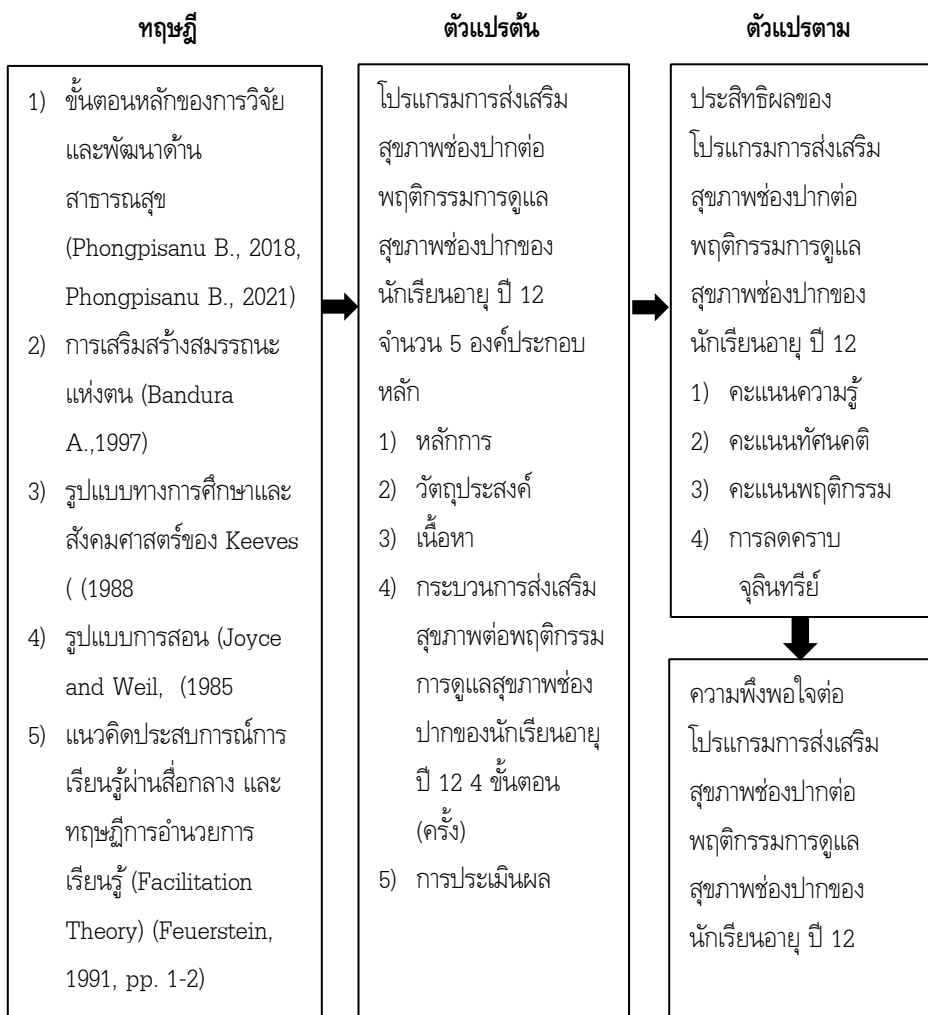 ทฤษฎี
ตัวแปรต้น
ตัวแปรตาม
1) ขั้นตอนหลักของการวิจัย
และพัฒนาด้าน
สาธารณสุข
(Phongpisanu B., 2018,
Phongpisanu B., 2021)
2) การเสริมสร้างสมรรถนะ
แห่งตน (Bandura
A.,1997)
3) รูปแบบทางการศึกษาและ
สังคมศาสตร์ของ Keeves
( (1988
4) รูปแบบการสอน (Joyce
and Weil, (1985
5) แนวคิดประสบการณ์การ
เรียนรู้ผ่านสื่อกลาง และ
ทฤษฏีการอำนวยการ
เรียนรู้ (Facilitation
Theory) (Feuerstein,
1991, pp. 1-2)
โปรแกรมการส่งเสริม
สุขภาพช่องปากต่อ
พฤติกรรมการดูแล
สุขภาพช่องปากของ
นักเรียนอายุ ปี 12
จำนวน 5 องค์ประกอบ
หลัก
1) หลักการ
2) วัตถุประสงค์
3) เนื้อหา
4) กระบวนการส่งเสริม
สุขภาพต่อพฤติกรรม
การดูแลสุขภาพช่อง
ปากของนักเรียนอายุ
ปี 12 4 ขั้นตอน
(ครั้ง)
5) การประเมินผล
ประสิทธิผลของ
โปรแกรมการส่งเสริม
สุขภาพช่องปากต่อ
พฤติกรรมการดูแล
สุขภาพช่องปากของ
นักเรียนอายุ ปี 12
1) คะแนนความรู้
2) คะแนนทัศนคติ
3) คะแนนพฤติกรรม
4) การลดคราบ
จุลินทรีย์
ความพึงพอใจต่อ
โปรแกรมการส่งเสริม
สุขภาพช่องปากต่อ
พฤติกรรมการดูแล
สุขภาพช่องปากของ
นักเรียนอายุ ปี 12